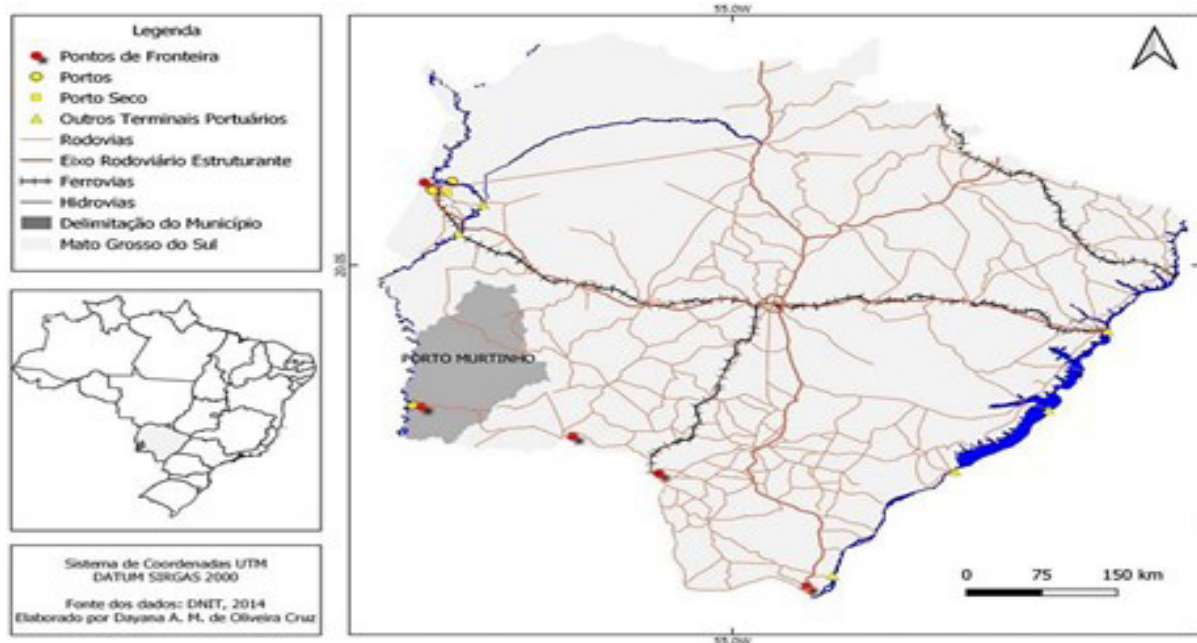 Legenda
Pontos de Fronteira
Portos
Porto Seco
Outros Terminais Portuários
Rodovias
Eixo Rodoviário Estruturante
Ferrovias
Hidrovias
Delimitação do Município
Mato Grosso do Sul
Sistema de Coordenadas UTM
DATUM SIRGAS 2000
Fonte dos dados: DNIT, 2014
Elaborado por Dayana A. M. de Oliveira Cruz
55.0W
20.0S
PORTO MURTINHO
0 75 150 km
55.0W